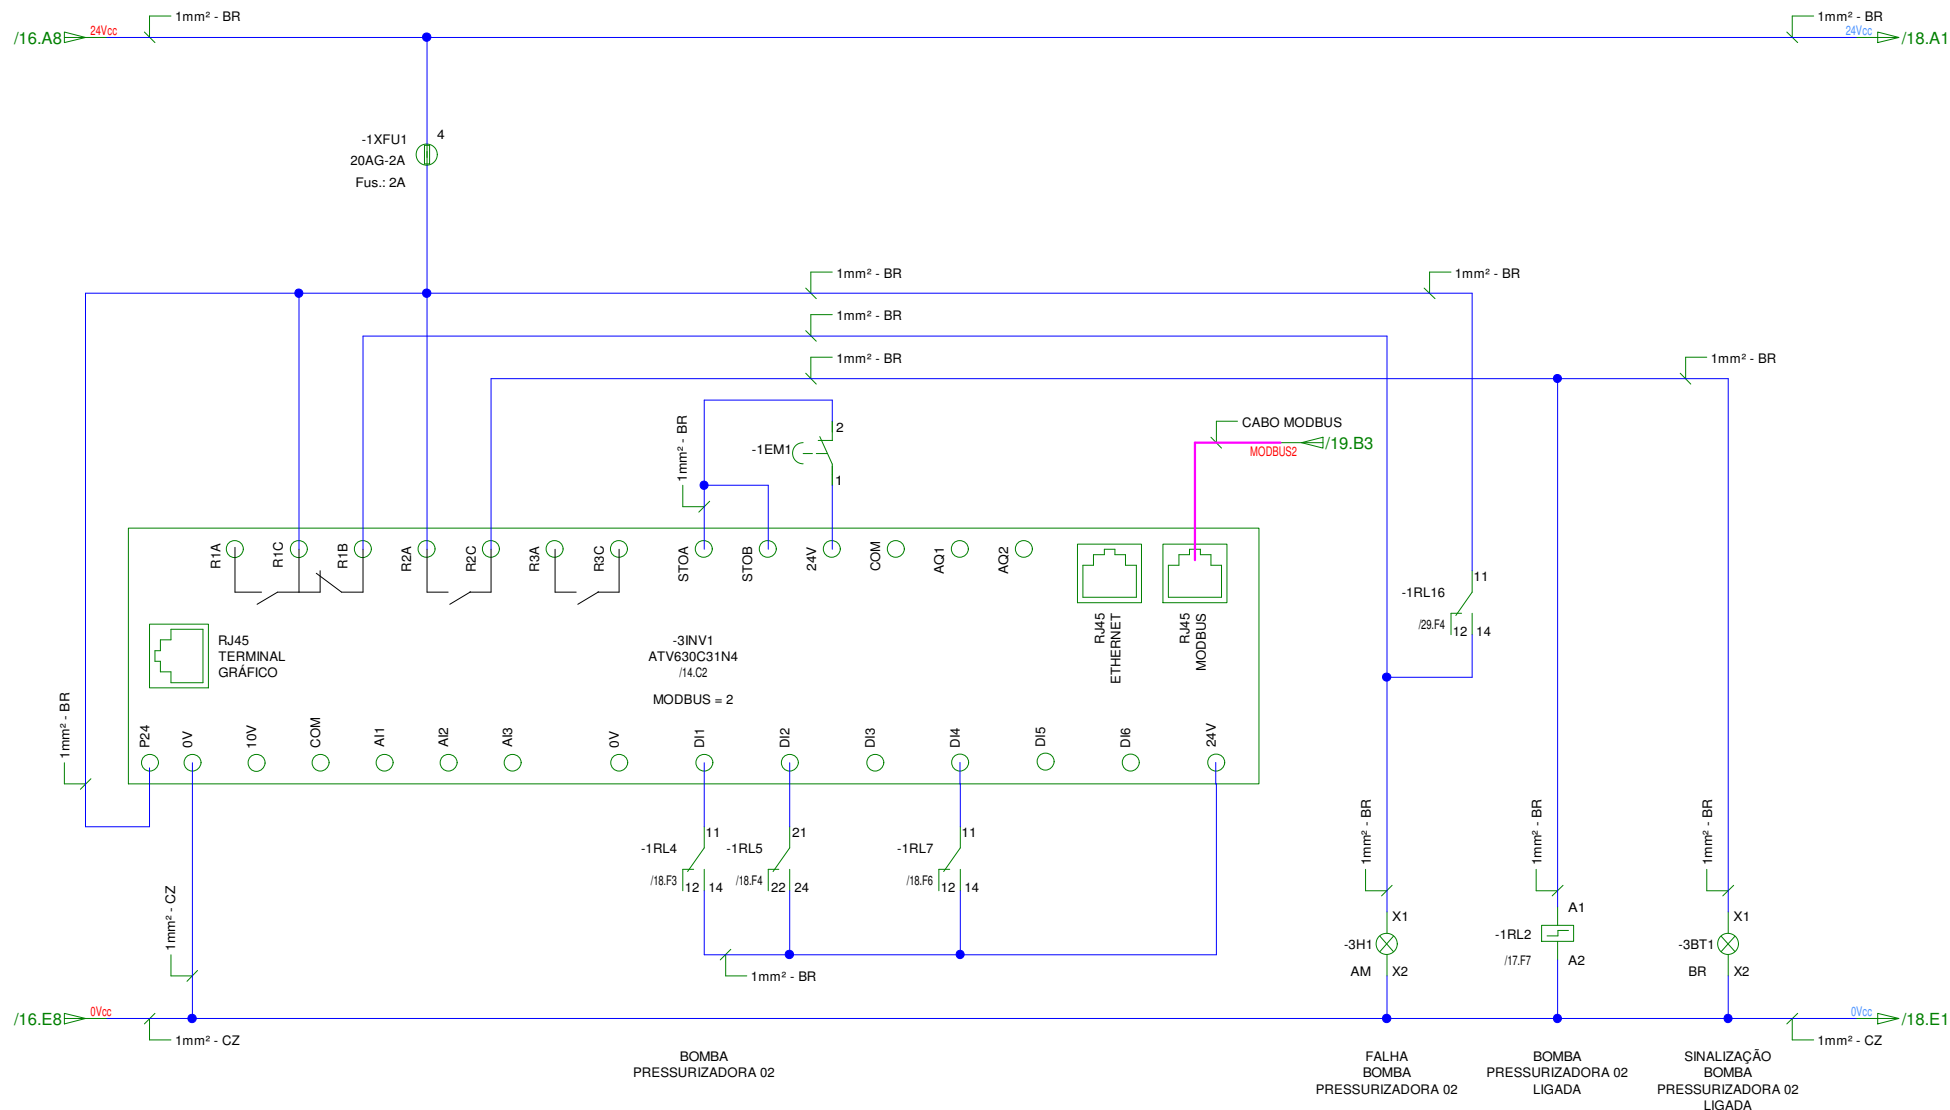 1mm² - BR
1mm² - BR
/16.A8
24Vcc
24Vcc
/18.A1
-1XFU1
4
20AG-2A
Fus.: 2A
1mm² - BR
1mm² - BR
1mm² - BR
1mm² - BR
1mm² - BR
1mm² - BR
-1EM1
2
1
CABO MODBUS
MODBUS2
/19.B3
R1A
R1C
R1B
R2A
R2C
R3A
R3C
STOA
STOB
24V
COM
AQ1
AQ2
RJ45
ETHERNET
RJ45
MODBUS
-1RL16
/29.F4
11
12
14
RJ45
TERMINAL
GRÁFICO
-3INV1
ATV630C31N4
/14.C2
MODBUS = 2
1mm² - BR
P24
0V
10V
COM
AI1
AI2
AI3
0V
DI1
DI2
DI3
DI4
DI5
DI6
24V
-1RL4
/18.F3
11
12
14
-1RL5
/18.F4
21
22
24
-1RL7
/18.F6
11
12
14
1mm² - BR
1mm² - BR
1mm² - BR
1mm² - CZ
1mm² - BR
-3H1
AM
X1
X2
-1RL2
/17.F7
A1
A2
-3BT1
BR
X1
X2
/16.E8
0Vcc
0Vcc
/18.E1
1mm² - CZ
1mm² - CZ
BOMBA
PRESSURIZADORA 02
FALHA
BOMBA
PRESSURIZADORA 02
BOMBA
PRESSURIZADORA 02
LIGADA
SINALIZAÇÃO
BOMBA
PRESSURIZADORA 02
LIGADA